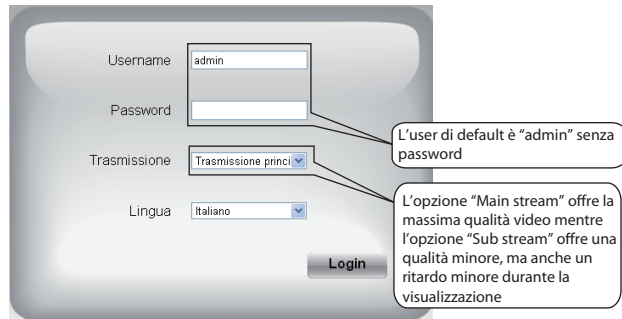 Username admin
Password
L'user di default è "admin" senza
password
Trasmissione Trasmissione princi
Lingua Italiano
L'opzione "Main stream" offre la
massima qualità video mentre
l'opzione "Sub stream" offre una
qualità minore, ma anche un
ritardo minore durante la
visualizzazione
Login